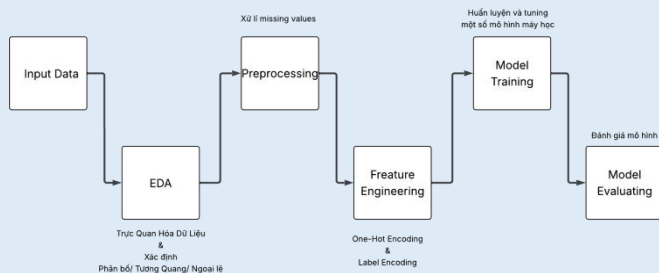 Input Data
EDA
Trực Quan Hóa Dữ Liệu
&
Xác định
Phân bố/ Tương Quang/ Ngoại lệ
Xử lí missing values
Preprocessing
Freature
Engineering
One-Hot Encoding
&
Label Encoding
Huấn luyện và tuning
một số mô hình máy học
Model
Training
Đánh giá mô hình
Model
Evaluating